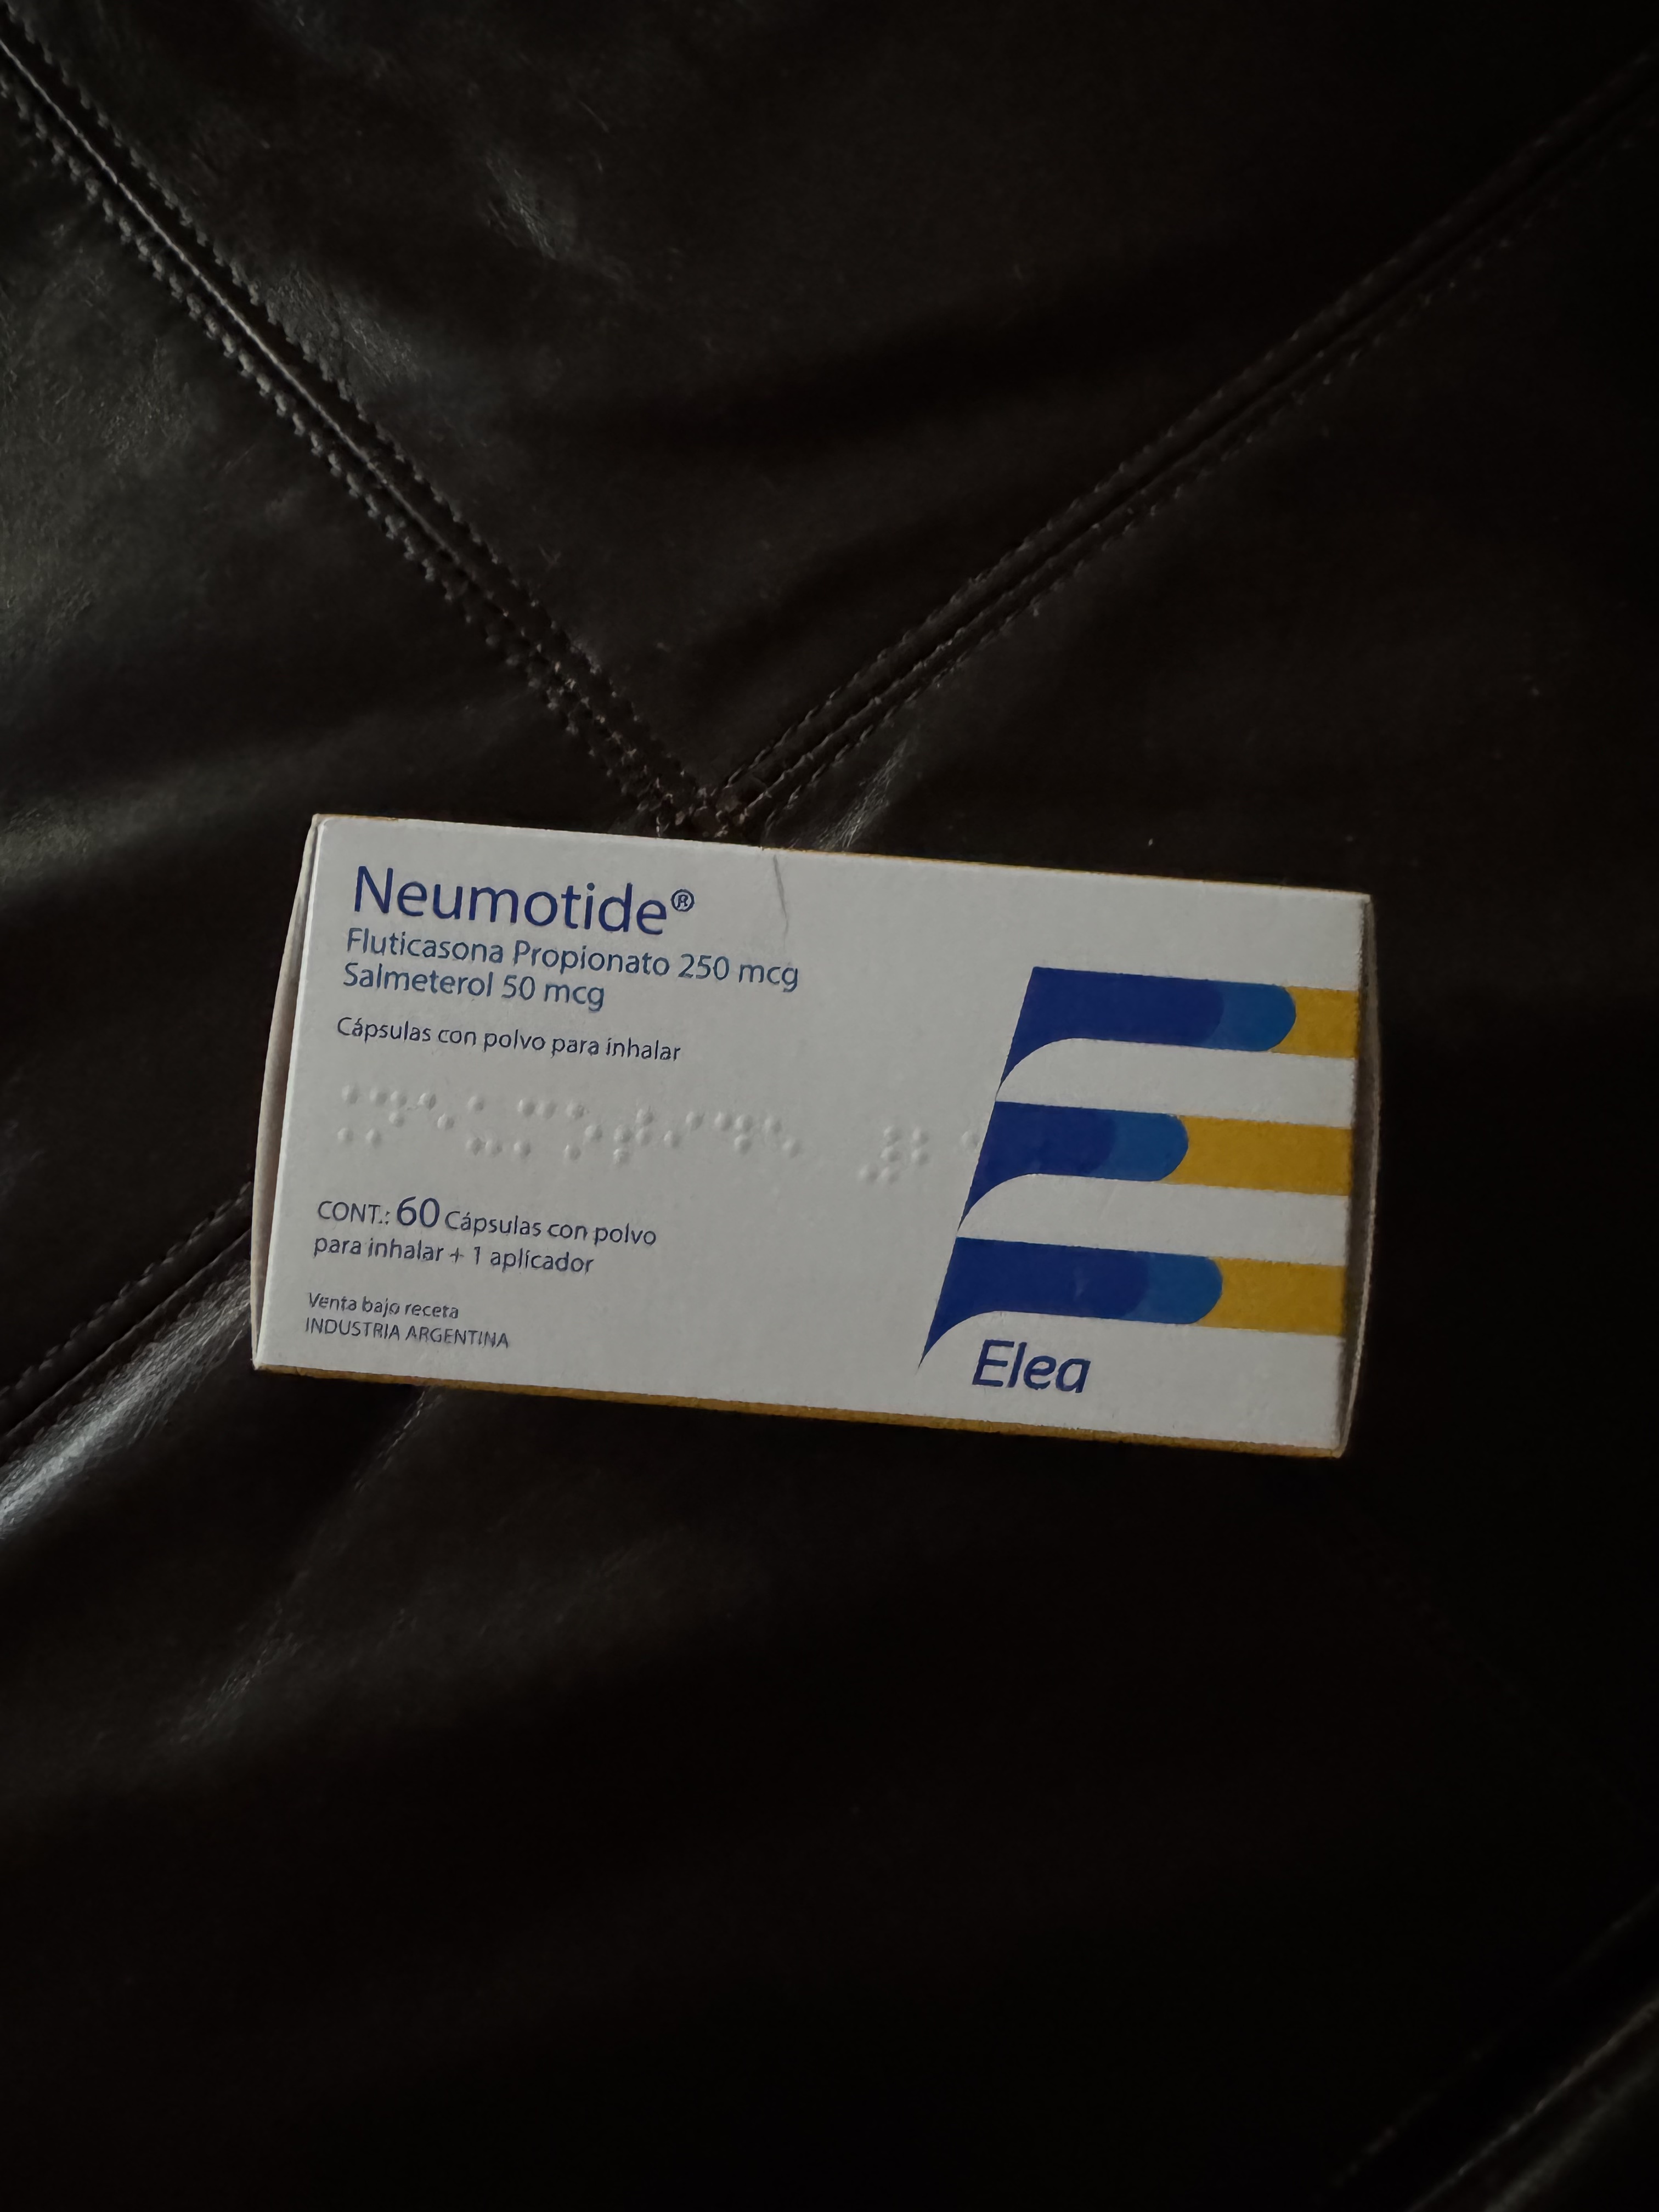 Neumotide®
Fluticasona Propionato 250 mcg
Salmeterol 50 mcg
Cápsulas con polvo para inhalar
CONT.: 60 Cápsulas con polvo
para inhalar + 1 aplicador
Venta bajo receta
INDUSTRIA ARGENTINA
Elea